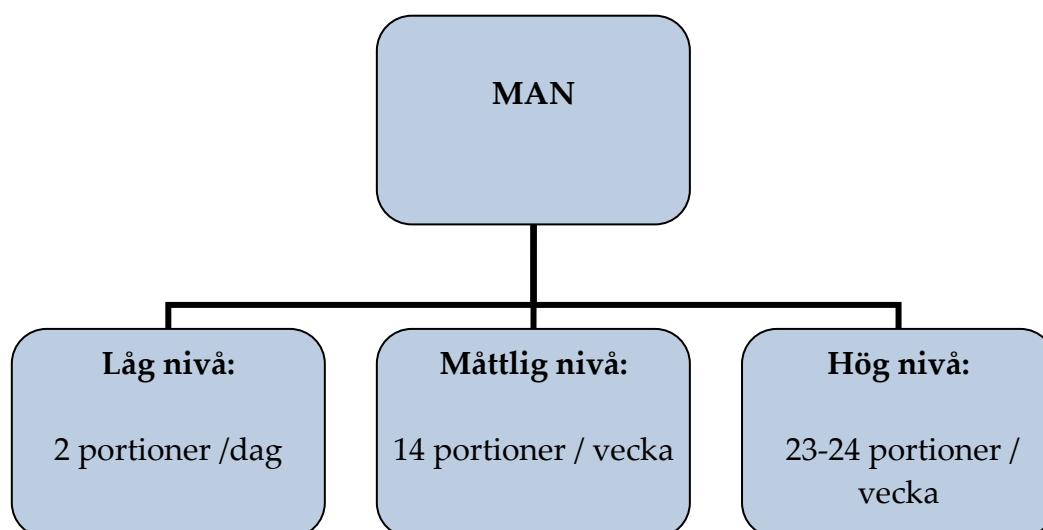 MAN
Låg nivå:
2 portioner /dag
Måttlig nivå:
14 portioner / vecka
Hög nivå:
23-24 portioner /
vecka